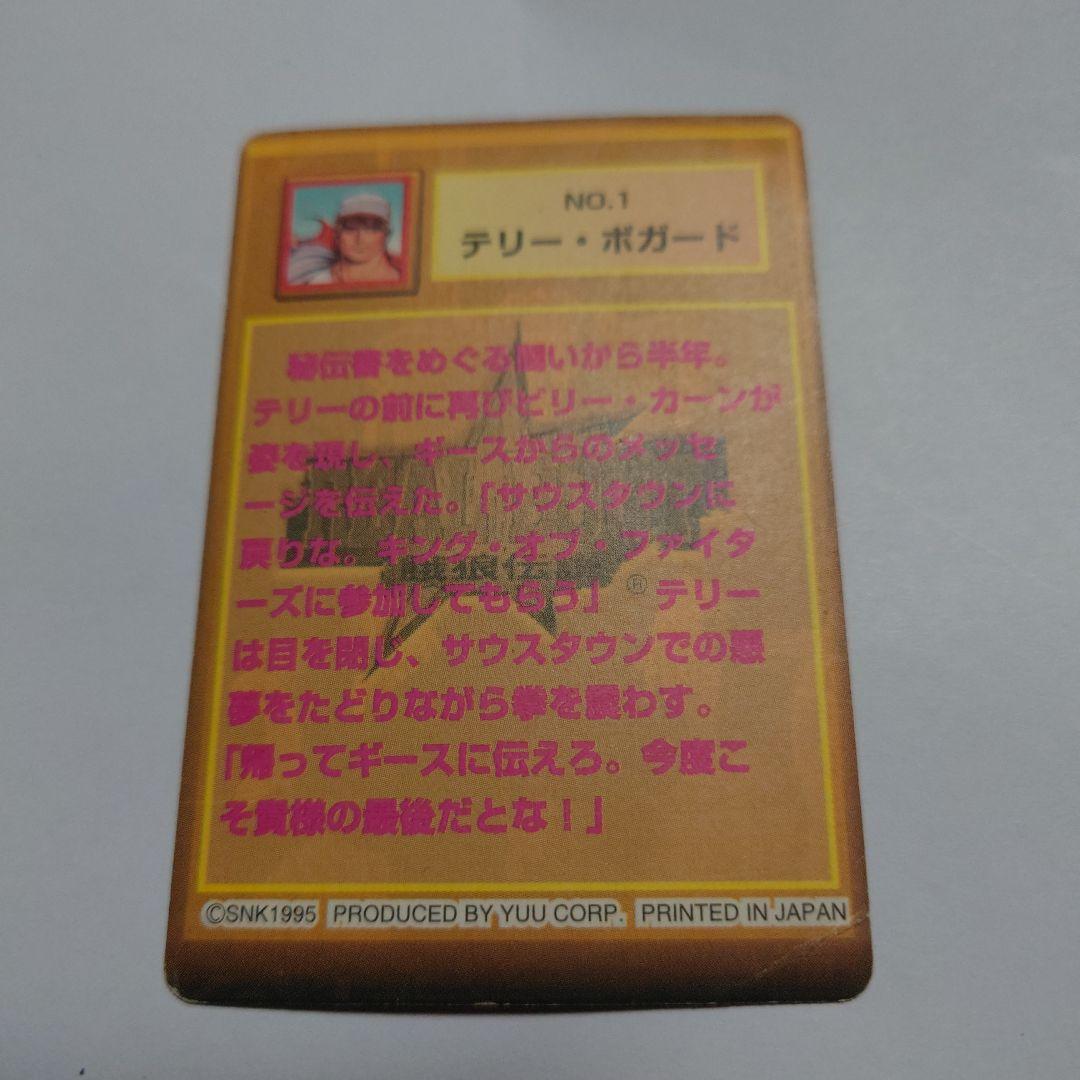 NO.1
テリー・ボガード
秘伝書をめぐる闘いから半年。
テリーの前に再びビリー・カーンが
姿を現し、ギースからのメッセ
ージを伝えた。「サウスタウンに
戻りな。キング・オブ・ファイタ
ーズに参加してもらう」　テリー
は目を閉じ、サウスタウンでの悪
夢をたどりながら拳を震わす。
「帰ってギースに伝えろ。今度こ
そ貴様の最後だとな！」
餓狼伝説®
©SNK1995 PRODUCED BY YUU CORP. PRINTED IN JAPAN